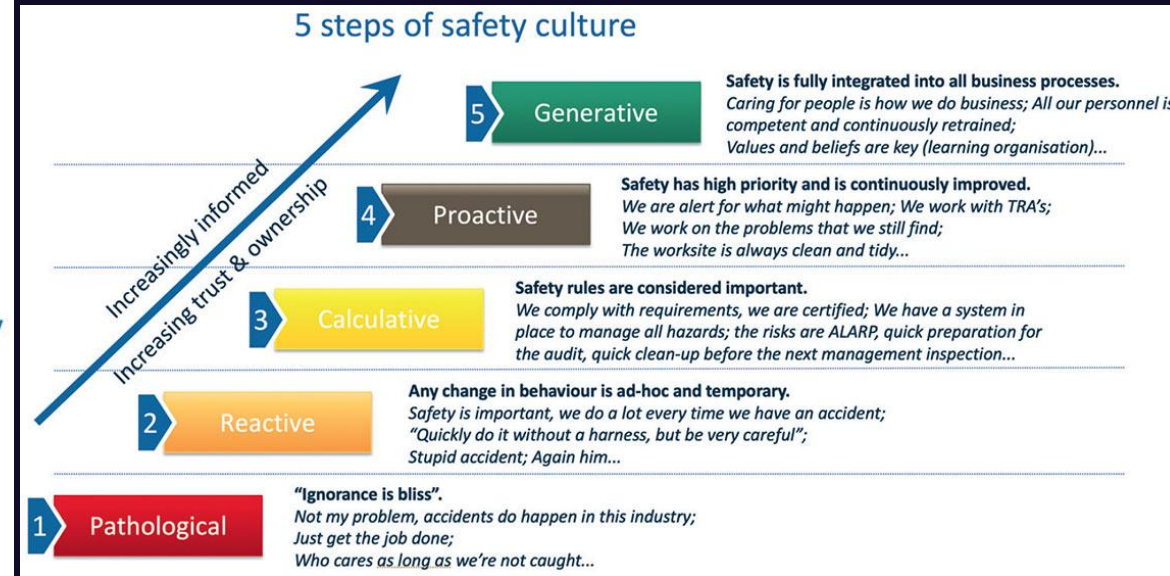 5 steps of safety culture
Increasingly informed
Increasing trust & ownership
5
Generative
Safety is fully integrated into all business processes.
Caring for people is how we do business; All our personnel is
competent and continuously retrained;
Values and beliefs are key (learning organisation)...
4
Proactive
Safety has high priority and is continuously improved.
We are alert for what might happen; We work with TRA's;
We work on the problems that we still find;
The worksite is always clean and tidy...
3
Calculative
Safety rules are considered important.
We comply with requirements, we are certified; We have a system in
place to manage all hazards; the risks are ALARP, quick preparation for
the audit, quick clean-up before the next management inspection...
2
Reactive
Any change in behaviour is ad-hoc and temporary.
Safety is important, we do a lot every time we have an accident;
“Quickly do it without a harness, but be very careful”;
Stupid accident; Again him...
1
Pathological
“Ignorance is bliss”.
Not my problem, accidents do happen in this industry;
Just get the job done;
Who cares as long as we’re not caught...